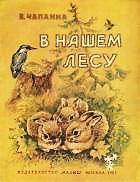 В. ЧАПЛИНА
В НАШЕМ
ЛЕСУ
ИЗДАТЕЛЬСТВО МАЛЫШ МОСКВА